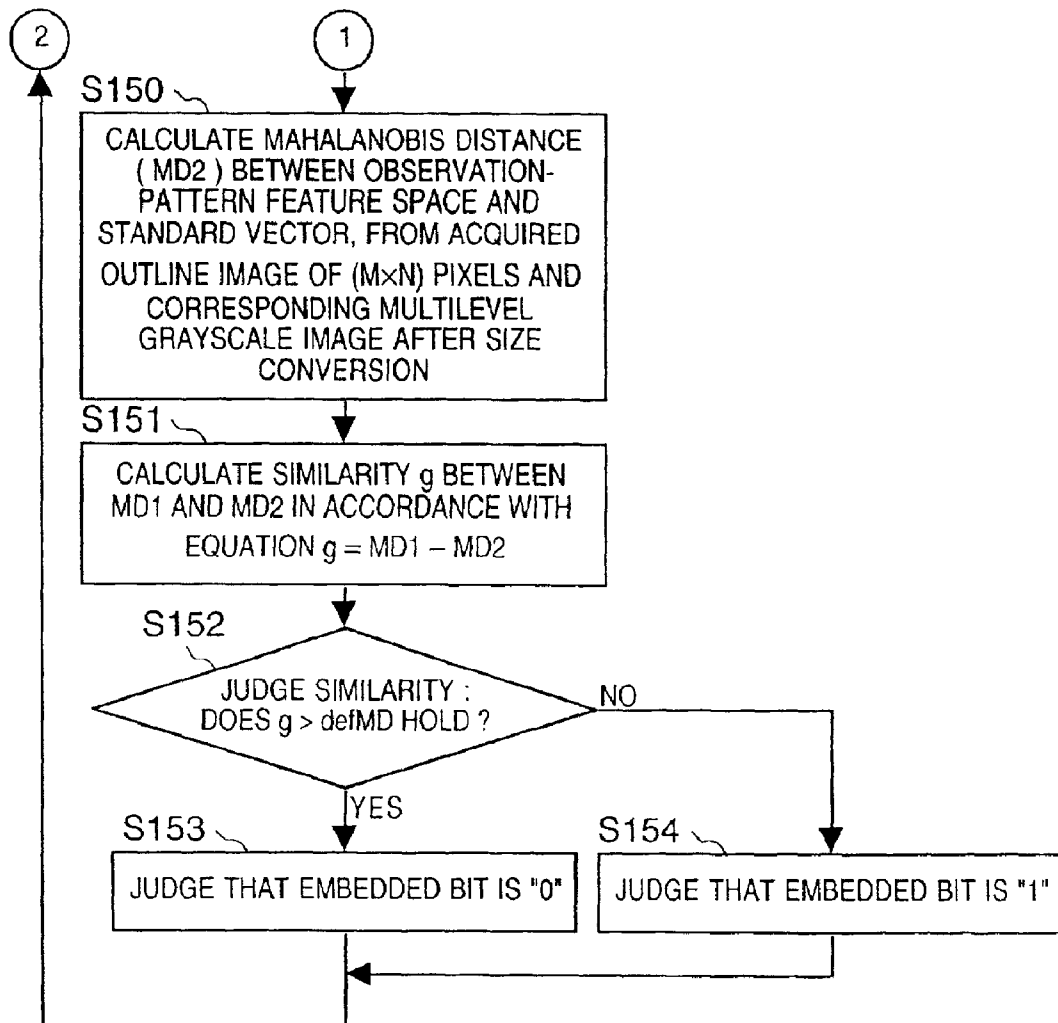 2
1
S150
CALCULATE MAHALANOBIS DISTANCE
( MD2 ) BETWEEN OBSERVATION-
PATTERN FEATURE SPACE AND
STANDARD VECTOR, FROM ACQUIRED
OUTLINE IMAGE OF (M×N) PIXELS AND
CORRESPONDING MULTILEVEL
GRAYSCALE IMAGE AFTER SIZE
CONVERSION
S151
CALCULATE SIMILARITY g BETWEEN
MD1 AND MD2 IN ACCORDANCE WITH
EQUATION g = MD1 – MD2
S152
JUDGE SIMILARITY :
DOES g > defMD HOLD ?
NO
YES
S153
JUDGE THAT EMBEDDED BIT IS "0"
S154
JUDGE THAT EMBEDDED BIT IS "1"